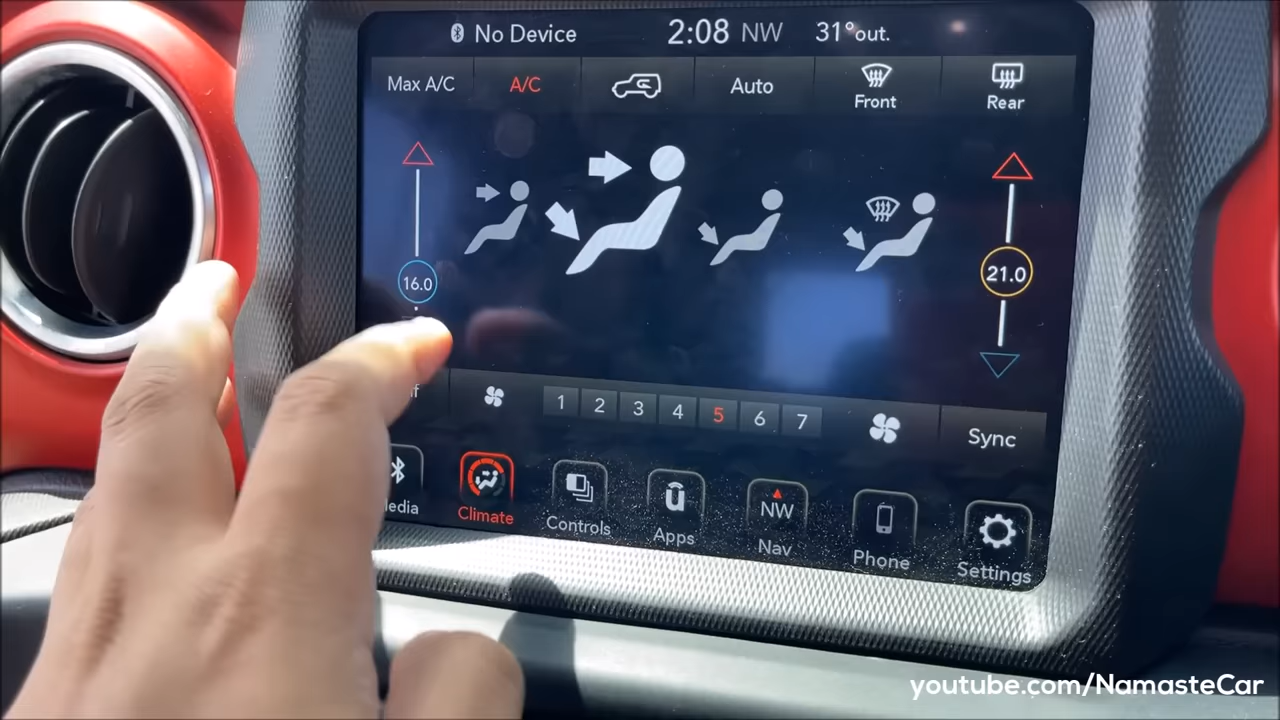 No Device 2:08 NW 31° out.
Max A/C A/C Auto Front Rear
16.0 21.0
1 2 3 4 5 6 7 Sync
Climate Controls Apps NW Nav Phone Settings
youtube.com/NamasteCar